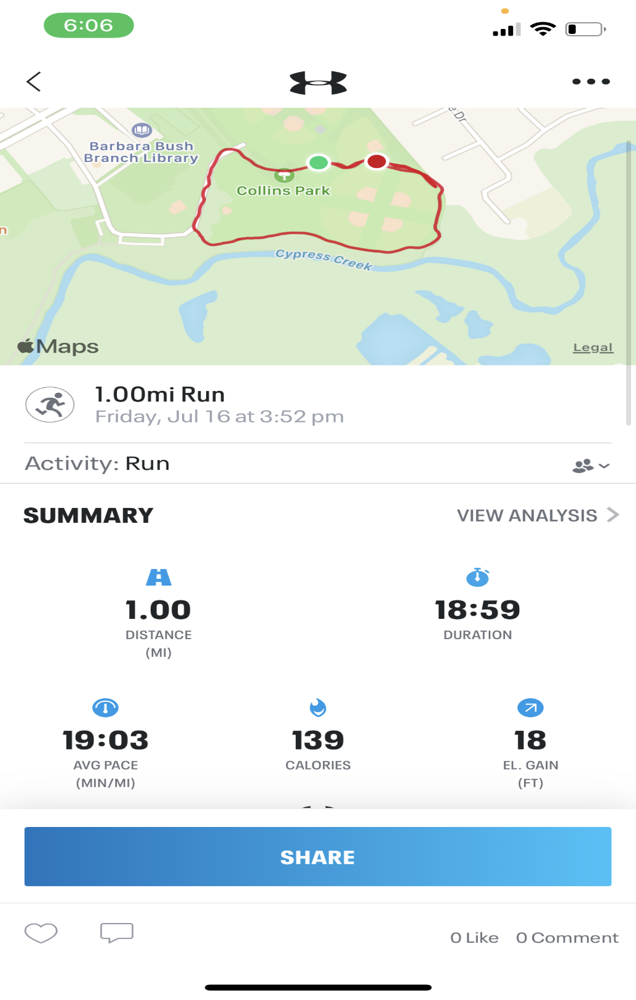 6:06
e Dr
Barbara Bush
Branch Library
Collins Park
n
Cypress Creek
Maps
Legal
1.00mi Run
Friday, Jul 16 at 3:52 pm
Activity: Run
SUMMARY
VIEW ANALYSIS
1.00
18:59
DISTANCE
(MI)
DURATION
19:03
139
18
AVG PACE
(MIN/MI)
CALORIES
EL. GAIN
(FT)
SHARE
0 Like
0 Comment